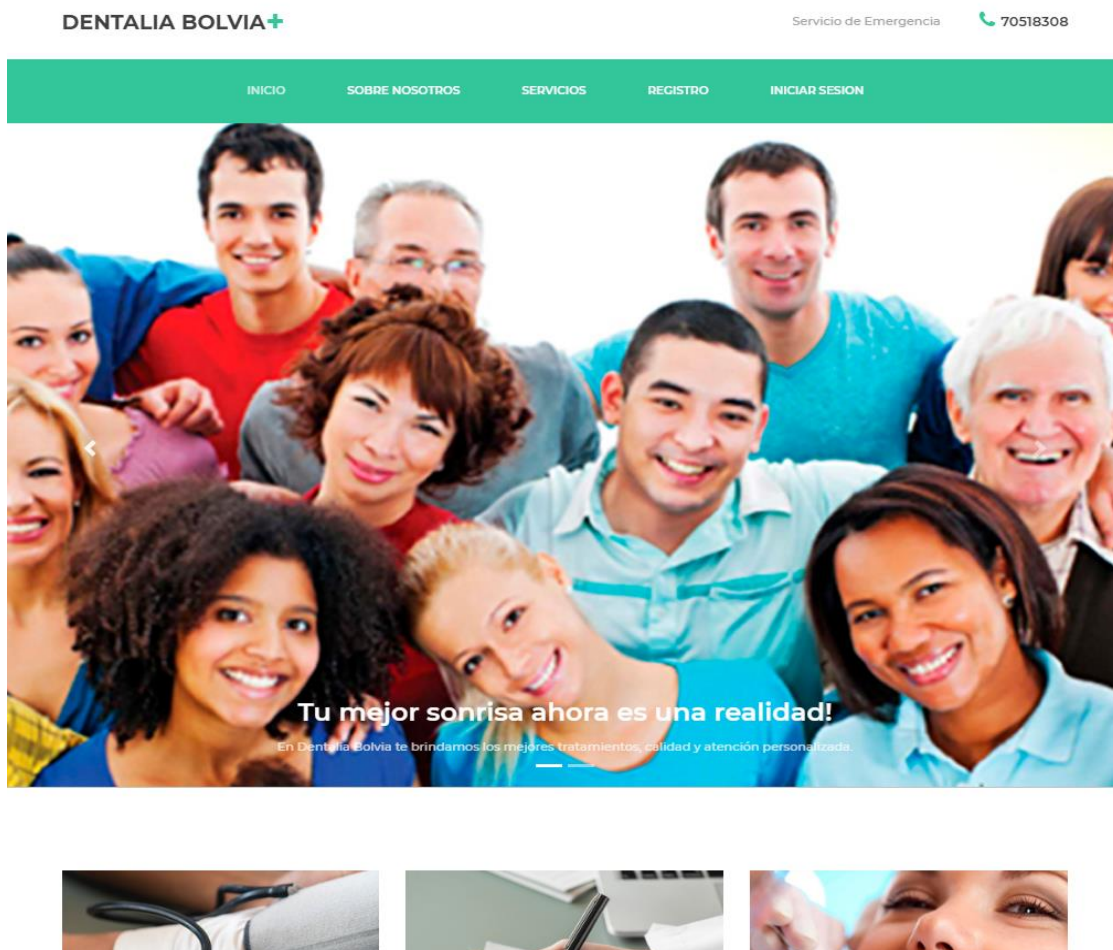 DENTALIA BOLVIA+
Servicio de Emergencia 70518308
INICIO SOBRE NOSOTROS SERVICIOS REGISTRO INICIAR SESION
Tu mejor sonrisa ahora es una realidad!
En Dentalia Bolvia te brindamos los mejores tratamientos, calidad y atención personalizada.